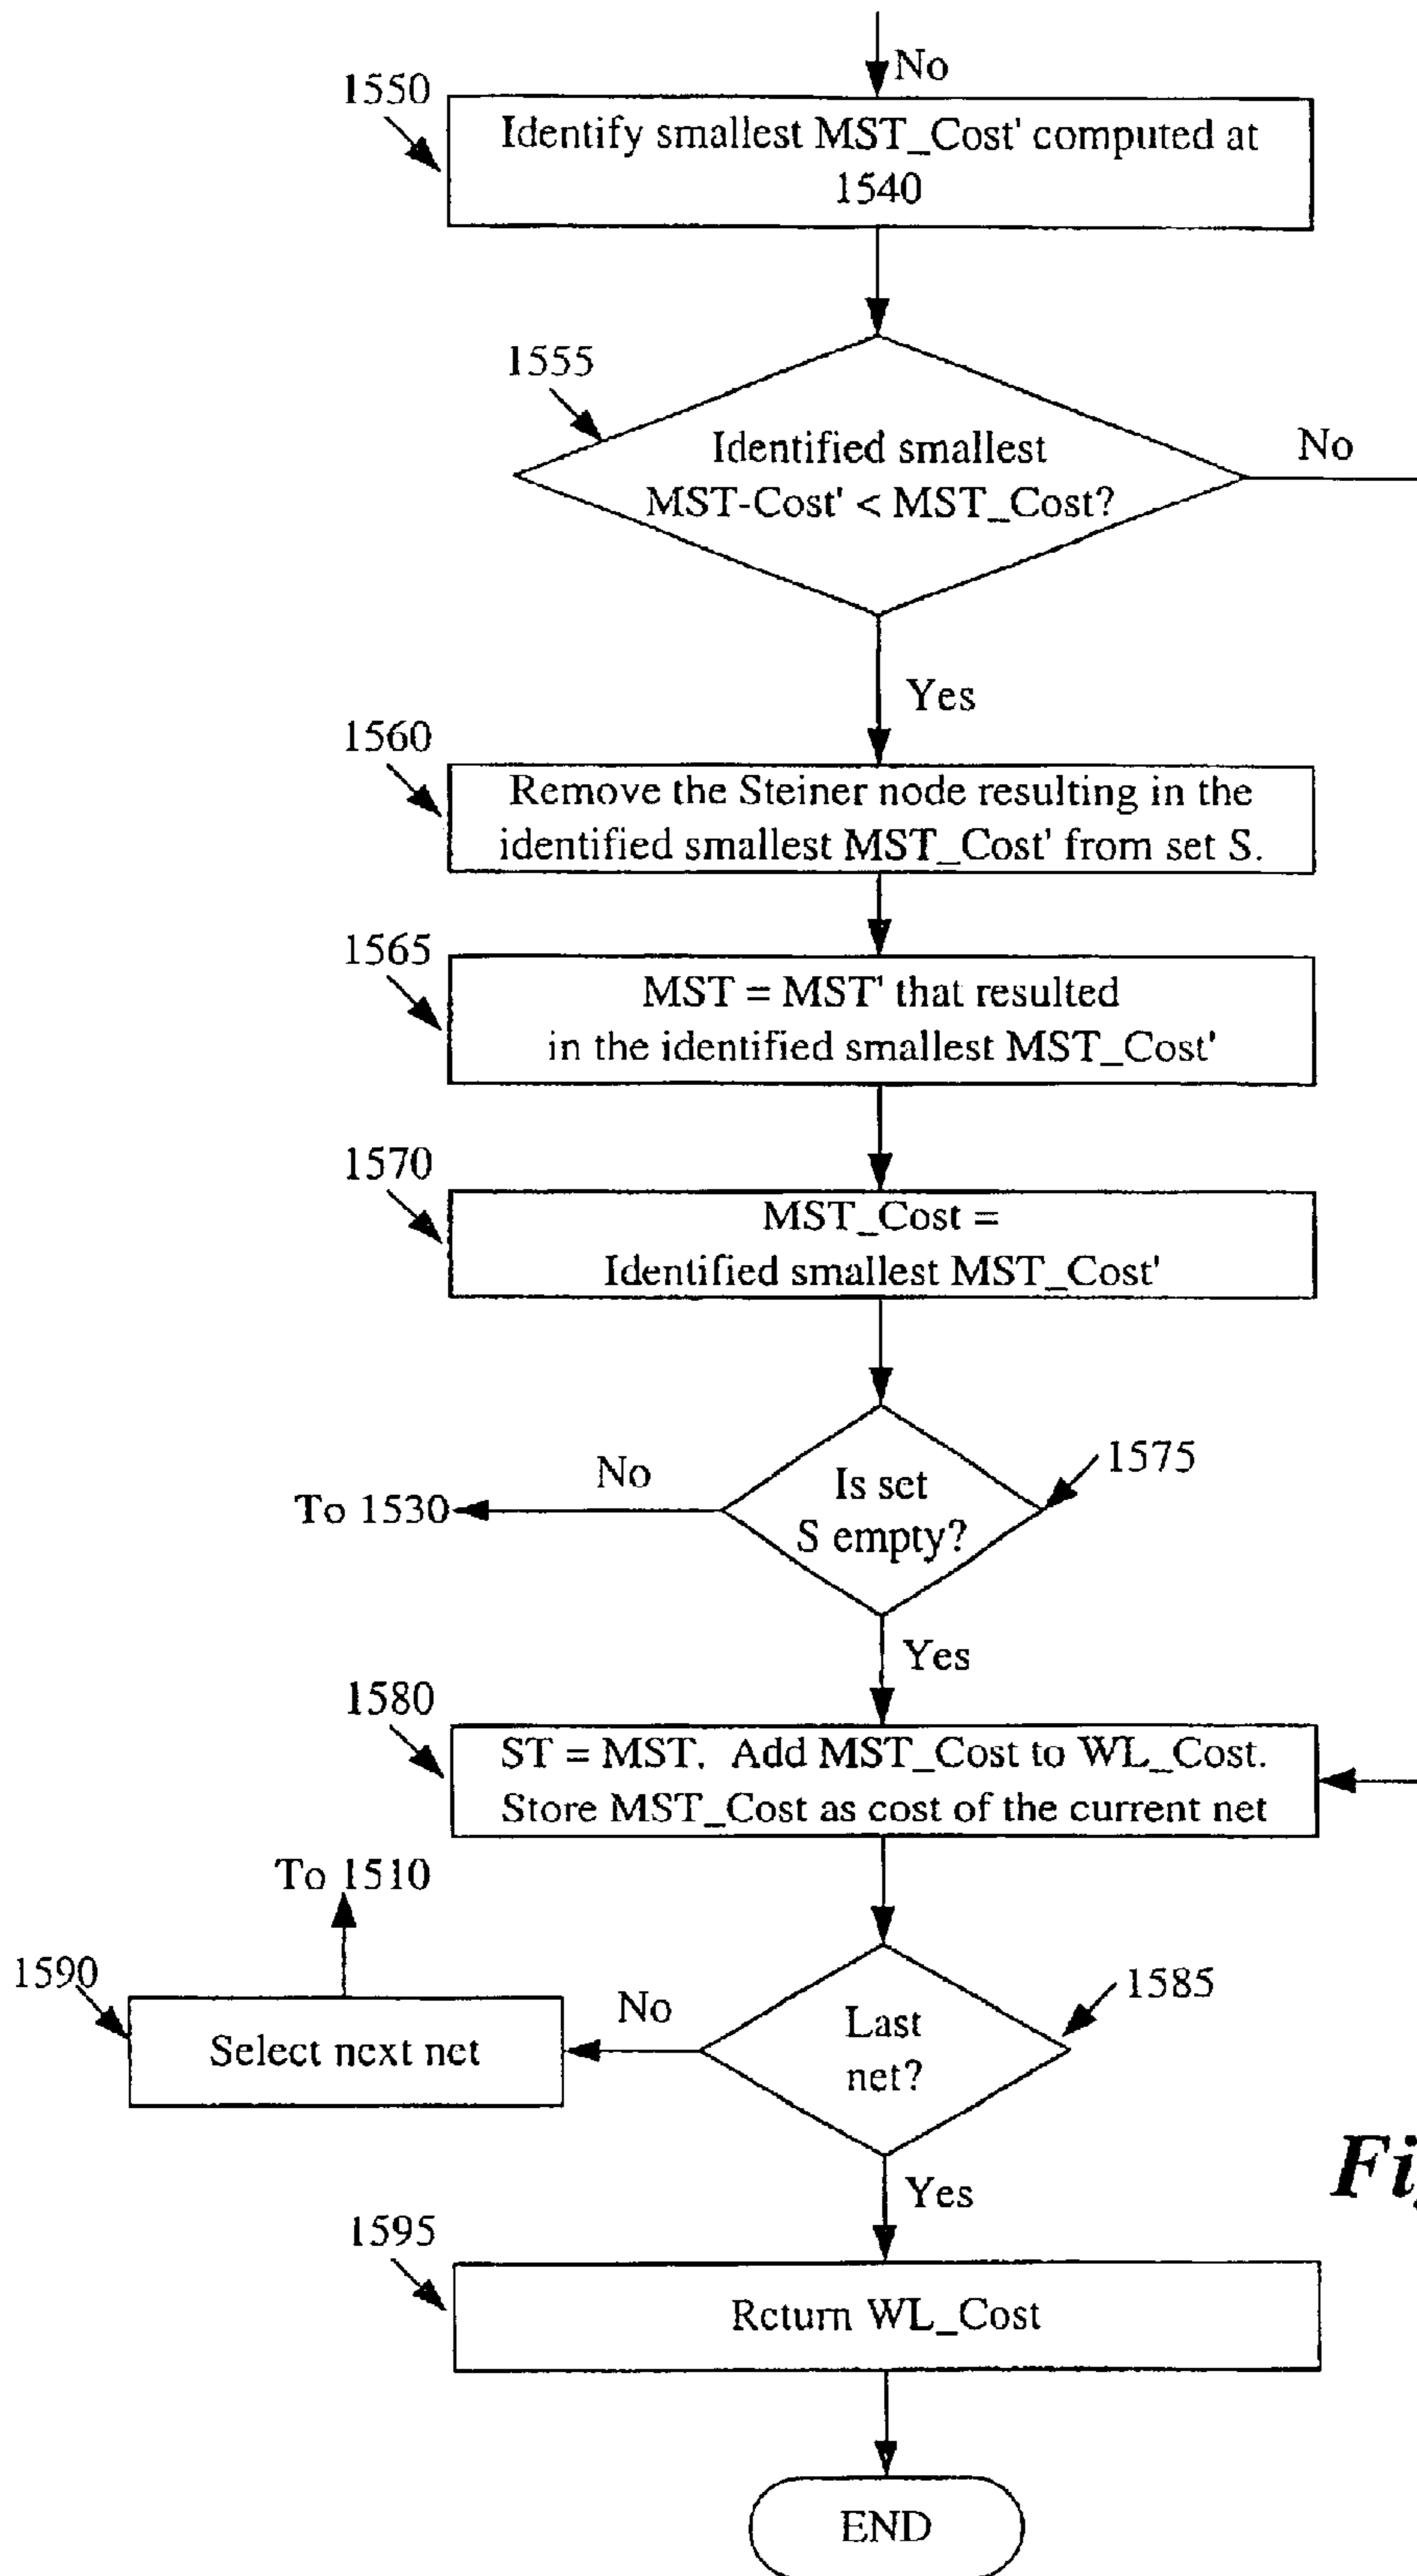 No
1550
Identify smallest MST_Cost' computed at
1540
1555
Identified smallest
MST-Cost' < MST_Cost?
No
Yes
1560
Remove the Steiner node resulting in the
identified smallest MST_Cost' from set S.
1565
MST = MST' that resulted
in the identified smallest MST_Cost'
1570
MST_Cost =
Identified smallest MST_Cost'
1575
No
Is set
S empty?
To 1530
Yes
1580
ST = MST. Add MST_Cost to WL_Cost.
Store MST_Cost as cost of the current net
To 1510
1590
Select next net
No
1585
Last
net?
Yes
1595
Return WL_Cost
END